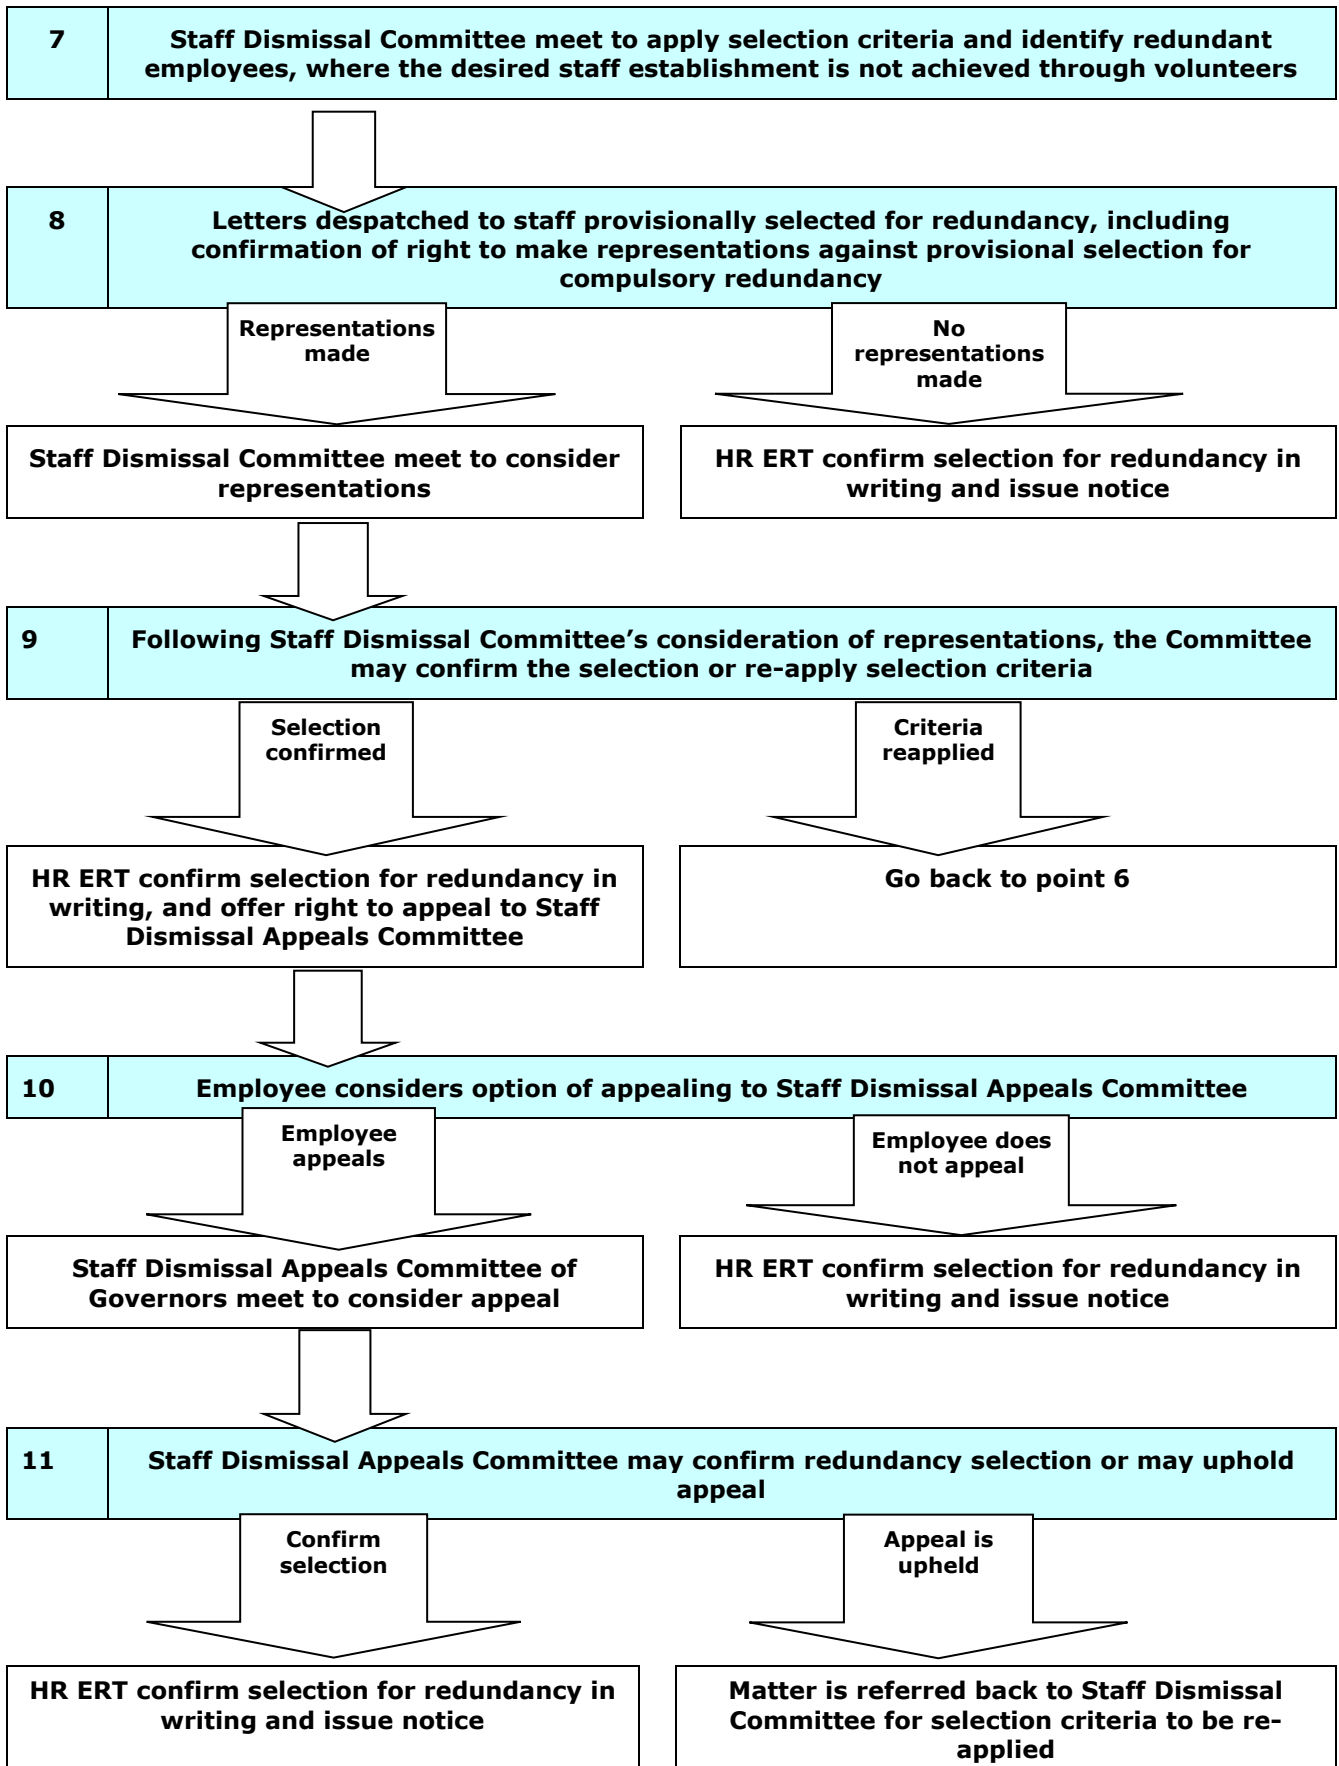 7
Staff Dismissal Committee meet to apply selection criteria and identify redundant
employees, where the desired staff establishment is not achieved through volunteers
8
Letters despatched to staff provisionally selected for redundancy, including
confirmation of right to make representations against provisional selection for
compulsory redundancy
Representations
made
No
representations
made
Staff Dismissal Committee meet to consider
representations
HR ERT confirm selection for redundancy in
writing and issue notice
9
Following Staff Dismissal Committee’s consideration of representations, the Committee
may confirm the selection or re-apply selection criteria
Selection
confirmed
Criteria
reapplied
HR ERT confirm selection for redundancy in
writing, and offer right to appeal to Staff
Dismissal Appeals Committee
Go back to point 6
10
Employee considers option of appealing to Staff Dismissal Appeals Committee
Employee
appeals
Employee does
not appeal
Staff Dismissal Appeals Committee of
Governors meet to consider appeal
HR ERT confirm selection for redundancy in
writing and issue notice
11
Staff Dismissal Appeals Committee may confirm redundancy selection or may uphold
appeal
Confirm
selection
Appeal is
upheld
HR ERT confirm selection for redundancy in
writing and issue notice
Matter is referred back to Staff Dismissal
Committee for selection criteria to be re-
applied